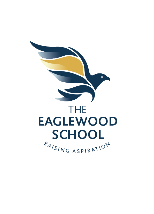 THE
EAGLEWOOD
SCHOOL
RAISING ASPIRATION